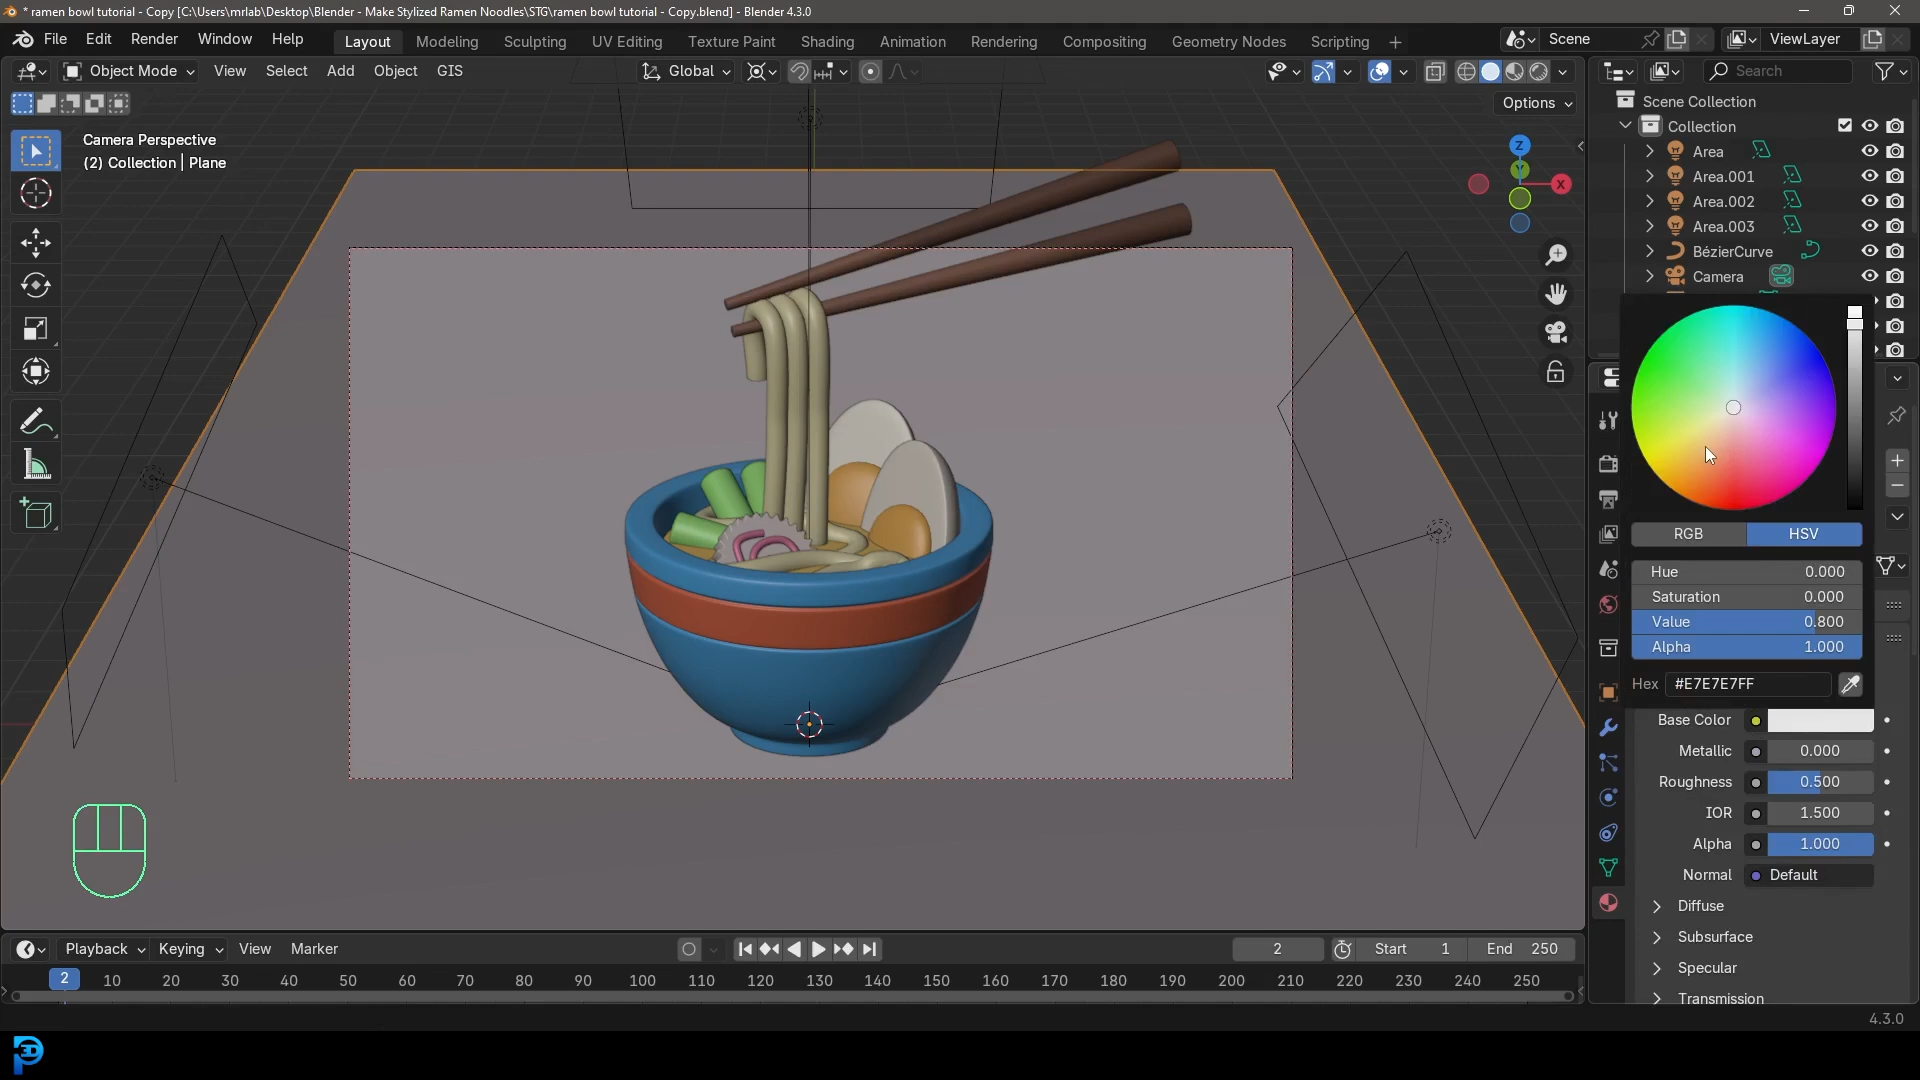 * ramen bowl tutorial - Copy [C:\Users\mrlab\Desktop\Blender - Make Stylized Ramen Noodles\STG\ramen bowl tutorial - Copy.blend] - Blender 4.3.0
File Edit Render Window Help Layout Modeling Sculpting UV Editing Texture Paint Shading Animation Rendering Compositing Geometry Nodes Scripting + Scene ViewLayer
Object Mode View Select Add Object GIS Global Search
Options
Scene Collection
Collection
Area
Area.001
Area.002
Area.003
BézierCurve
Camera
Camera Perspective
(2) Collection | Plane
Z
Y
X
RGB HSV
Hue 0.000
Saturation 0.000
Value 0.800
Alpha 1.000
Hex #E7E7E7FF
Base Color
Metallic 0.000
Roughness 0.500
IOR 1.500
Alpha 1.000
Normal Default
Diffuse
Subsurface
Specular
Transmission
Playback Keying View Marker 2 Start 1 End 250
2 10 20 30 40 50 60 70 80 90 100 110 120 130 140 150 160 170 180 190 200 210 220 230 240 250
4.3.0
3D